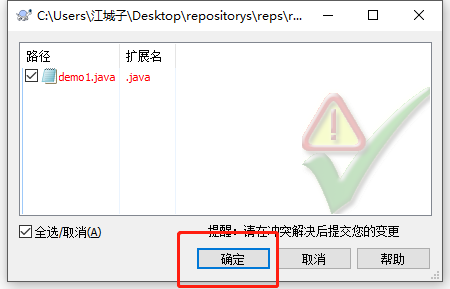 C:\Users\江城子\Desktop\repositorys\reps\r...
路径 扩展名
demo1.java .java
全选/取消(A) 提醒：请在冲突解决后提交您的变更
确定 取消 帮助